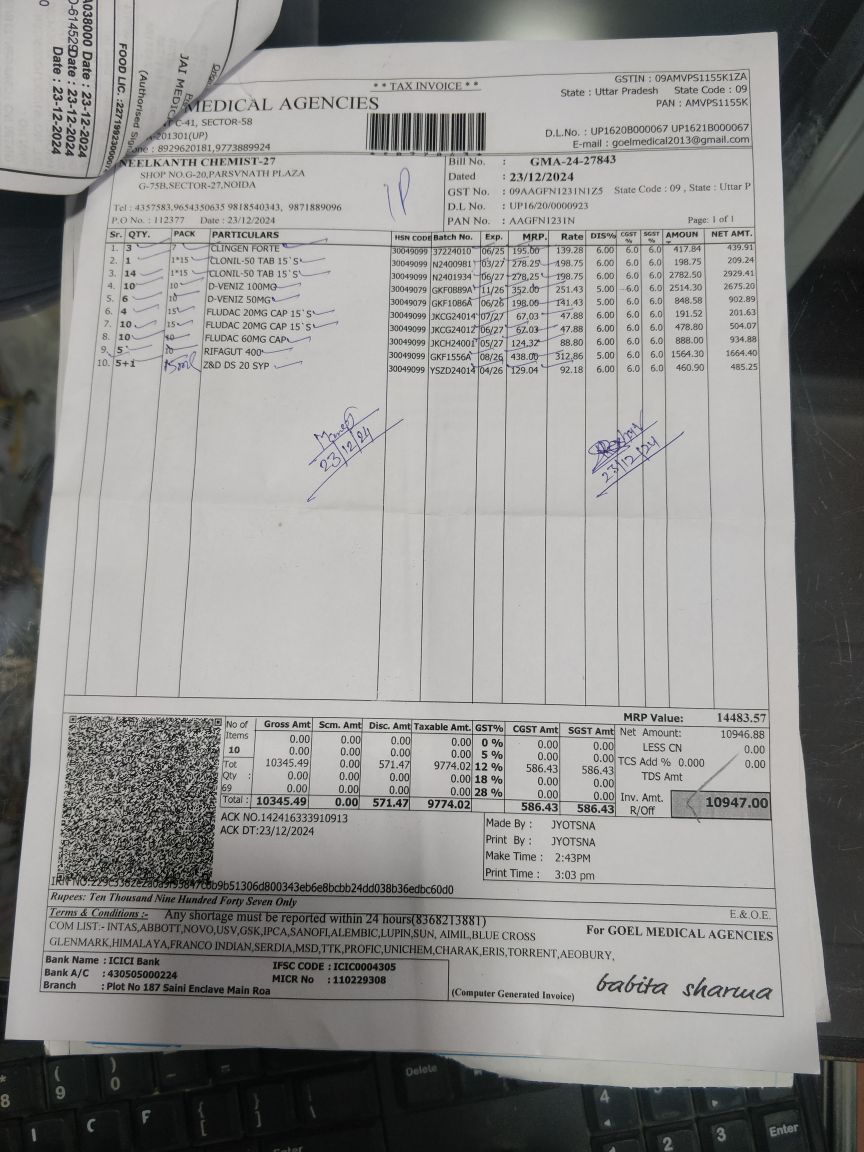 A038000 Date : 23-12-2024
Date : 23-12-2024
Date : 23-12-2024
FOOD LIC. :
(Authorised
JAI MEDIC
** TAX INVOICE **
MEDICAL AGENCIES
C-41, SECTOR-58
201301(UP)
: 8929620181,9773889924
GSTIN : 09AMVPS1155K1ZA
State : Uttar Pradesh State Code : 09
PAN : AMVPS1155K
D.L.No. : UP1620B000067 UP1621B000067
E-mail : goelmedical2013@gmail.com
NEELKANTH CHEMIST-27
SHOP NO.G-20,PARSVNATH PLAZA
G-75B,SECTOR-27,NOIDA
Tel : 4357583,9654350635 9818540343, 9871889096
P.O No. : 112377 Date : 23/12/2024
IP
Bill No. : GMA-24-27843
Dated : 23/12/2024
GST No. : 09AAGFN1231N1Z5 State Code : 09 , State : Uttar P
D.L No. : UP16/20/0000923
PAN No. : AAGFN1231N Page: 1 of 1
Sr. QTY. PACK PARTICULARS HSN CODE Batch No. Exp. MRP. Rate DIS% CGST % SGST % AMOUN T NET AMT.
1. 3 CLINGEN FORTE 30049099 37224010 06/25 195.00 139.28 6.00 6.0 6.0 417.84 439.91
2. 1 1*15 CLONIL-50 TAB 15`S 30049099 N2400981 03/27 278.25 198.75 6.00 6.0 6.0 198.75 209.24
3. 14 1*15 CLONIL-50 TAB 15`S 30049099 N2401934 06/27 278.25 198.75 6.00 6.0 6.0 2782.50 2929.41
4. 10 10 D-VENIZ 100MG 30049079 GKF0889A 11/26 352.00 251.43 5.00 6.0 6.0 2514.30 2675.20
5. 6 10 D-VENIZ 50MG 30049079 GKF1086A 06/26 198.00 141.43 5.00 6.0 6.0 848.58 902.89
6. 4 15 FLUDAC 20MG CAP 15`S 30049099 JKCG24014 07/27 67.03 47.88 6.00 6.0 6.0 191.52 201.63
7. 10 15 FLUDAC 20MG CAP 15`S 30049099 JKCG24012 06/27 67.03 47.88 6.00 6.0 6.0 478.80 504.07
8. 10 10 FLUDAC 60MG CAP 30049099 JKCH24001 05/27 124.32 88.80 6.00 6.0 6.0 888.00 934.88
9. 5 10 RIFAGUT 400 30049099 GKF1556A 08/26 438.00 312.86 5.00 6.0 6.0 1564.30 1664.40
10. 5+1 15ml Z&D DS 20 SYP 30049099 YSZD24014 04/26 129.04 92.18 6.00 6.0 6.0 460.90 485.25
23/12/24
23/12/24
No of Items 10
Tot Qty : 69
Gross Amt Scm. Amt Disc. Amt Taxable Amt. GST% CGST Amt SGST Amt
0.00 0.00 0.00 0.00 0 % 0.00 0.00
0.00 0.00 0.00 0.00 5 % 0.00 0.00
10345.49 0.00 571.47 9774.02 12 % 586.43 586.43
0.00 0.00 0.00 0.00 18 % 0.00 0.00
0.00 0.00 0.00 0.00 28 % 0.00 0.00
Total : 10345.49 0.00 571.47 9774.02 586.43 586.43
MRP Value: 14483.57
Net Amount: 10946.88
LESS CN 0.00
TCS Add % 0.000 0.00
TDS Amt
Inv. Amt. R/Off 10947.00
ACK NO.142416333910913
ACK DT:23/12/2024
Made By : JYOTSNA
Print By : JYOTSNA
Make Time : 2:43PM
Print Time : 3:03 pm
Rupees: Ten Thousand Nine Hundred Forty Seven Only
E.& O.E.
Terms & Conditions :- Any shortage must be reported within 24 hours(8368213881)
COM LIST:- INTAS,ABBOTT,NOVO,USV,GSK,IPCA,SANOFI,ALEMBIC,LUPIN,SUN, AIMIL,BLUE CROSS
GLENMARK,HIMALAYA,FRANCO INDIAN,SERDIA,MSD,TTK,PROFIC,UNICHEM,CHARAK,ERIS,TORRENT,AEOBURY,
For GOEL MEDICAL AGENCIES
Bank Name : ICICI Bank IFSC CODE : ICIC0004305
Bank A/C : 430505000224 MICR No : 110229308
Branch : Plot No 187 Saini Enclave Main Roa
(Computer Generated Invoice)
babita sharma
Delete
Enter